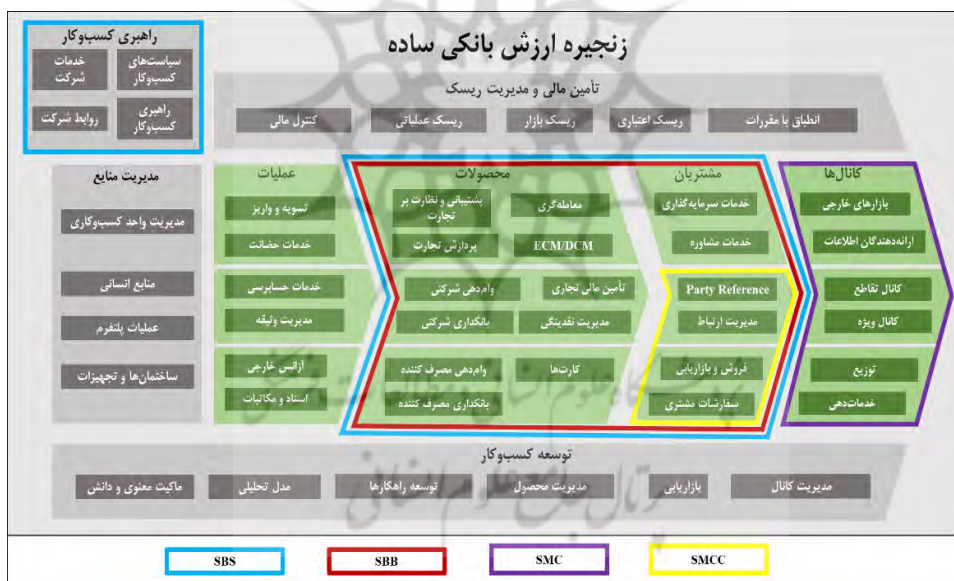 زنجیره ارزش بانکی ساده
راهبری کسب‌وکار
سیاست‌های
کسب‌وکار
خدمات
شرکت
راهبری
کسب‌وکار
روابط شرکت
تأمین مالی و مدیریت ریسک
انطباق با مقررات
ریسک اعتباری
ریسک بازار
ریسک عملیاتی
کنترل مالی
کانال‌ها
بازارهای خارجی
ارائه‌دهندگان اطلاعات
کانال تقاطع
کانال ویژه
توزیع
خدمات‌دهی
مشتریان
خدمات سرمایه‌گذاری
خدمات مشاوره
Party Reference
مدیریت ارتباط
فروش و بازاریابی
سفارشات مشتری
محصولات
معامله‌گری
پشتیبانی و نظارت بر
تجارت
ECM/DCM
پردازش تجارت
تأمین مالی تجاری
وام‌دهی شرکتی
مدیریت نقدینگی
بانکداری شرکتی
کارت‌ها
وام‌دهی مصرف کننده
بانکداری مصرف کننده
عملیات
تسویه و واریز
خدمات حضانت
خدمات حسابرسی
مدیریت وثیقه
آژانس خارجی
اسناد و مکاتبات
مدیریت منابع
مدیریت واحد کسب‌وکاری
منابع انسانی
عملیات پلتفرم
ساختمان‌ها و تجهیزات
توسعه کسب‌وکار
مدیریت کانال
بازاریابی
مدیریت محصول
توسعه راهکارها
مدل تحلیلی
ماکیت معنوی و دانش
SBS
SBB
SMC
SMCC